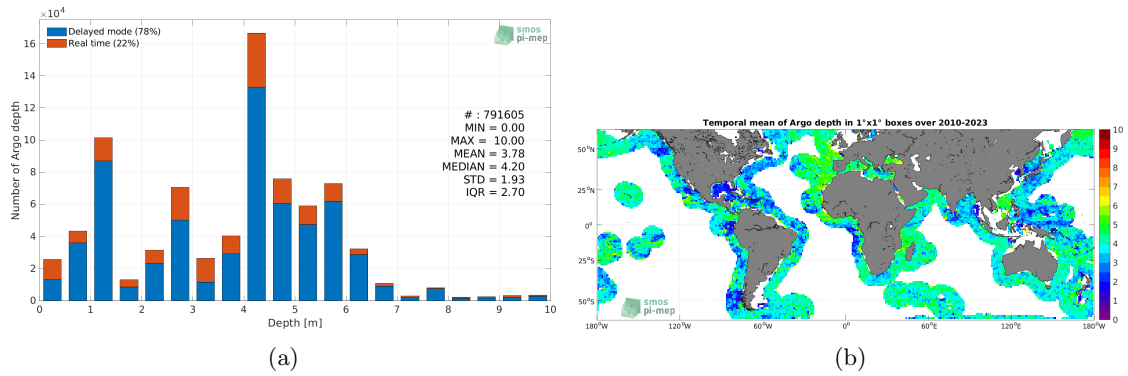 ×10⁴
Delayed mode (78%)
Real time (22%)
smos
pi-mep
16
14
12
10
8
6
4
2
0
Number of Argo depth
# : 791605
MIN = 0.00
MAX = 10.00
MEAN = 3.78
MEDIAN = 4.20
STD = 1.93
IQR = 2.70
0 1 2 3 4 5 6 7 8 9 10
Depth [m]
(a)
Temporal mean of Argo depth in 1°x1° boxes over 2010-2023
50°N
25°N
0°
25°S
50°S
smos
pi-mep
180°W 120°W 60°W 0° 60°E 120°E 180°W
10
9
8
7
6
5
4
3
2
1
0
(b)